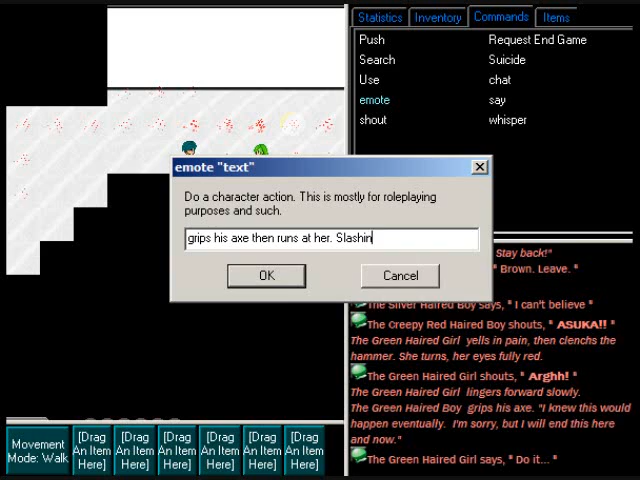 Statistics Inventory Commands Items
Push Request End Game
Search Suicide
Use chat
emote say
shout whisper
emote "text"
Do a character action. This is mostly for roleplaying
purposes and such.
grips his axe then runs at her. Slashin
OK Cancel
Stay back!"
" Brown. Leave. "
The Silver Haired Boy says, " I can't believe "
The Creepy Red Haired Boy shouts, " ASUKA!! "
The Green Haired Girl yells in pain, then clenchs the
hammer. She turns, her eyes fully red.
The Green Haired Girl shouts, " Arghh! "
The Green Haired Girl lingers forward slowly.
The Green Haired Boy grips his axe. "I knew this would
happen eventually. I'm sorry, but I will end this here
and now."
The Green Haired Girl says, " Do it... "
Movement
Mode: Walk
[Drag
An Item
Here]
[Drag
An Item
Here]
[Drag
An Item
Here]
[Drag
An Item
Here]
[Drag
An Item
Here]
[Drag
An Item
Here]